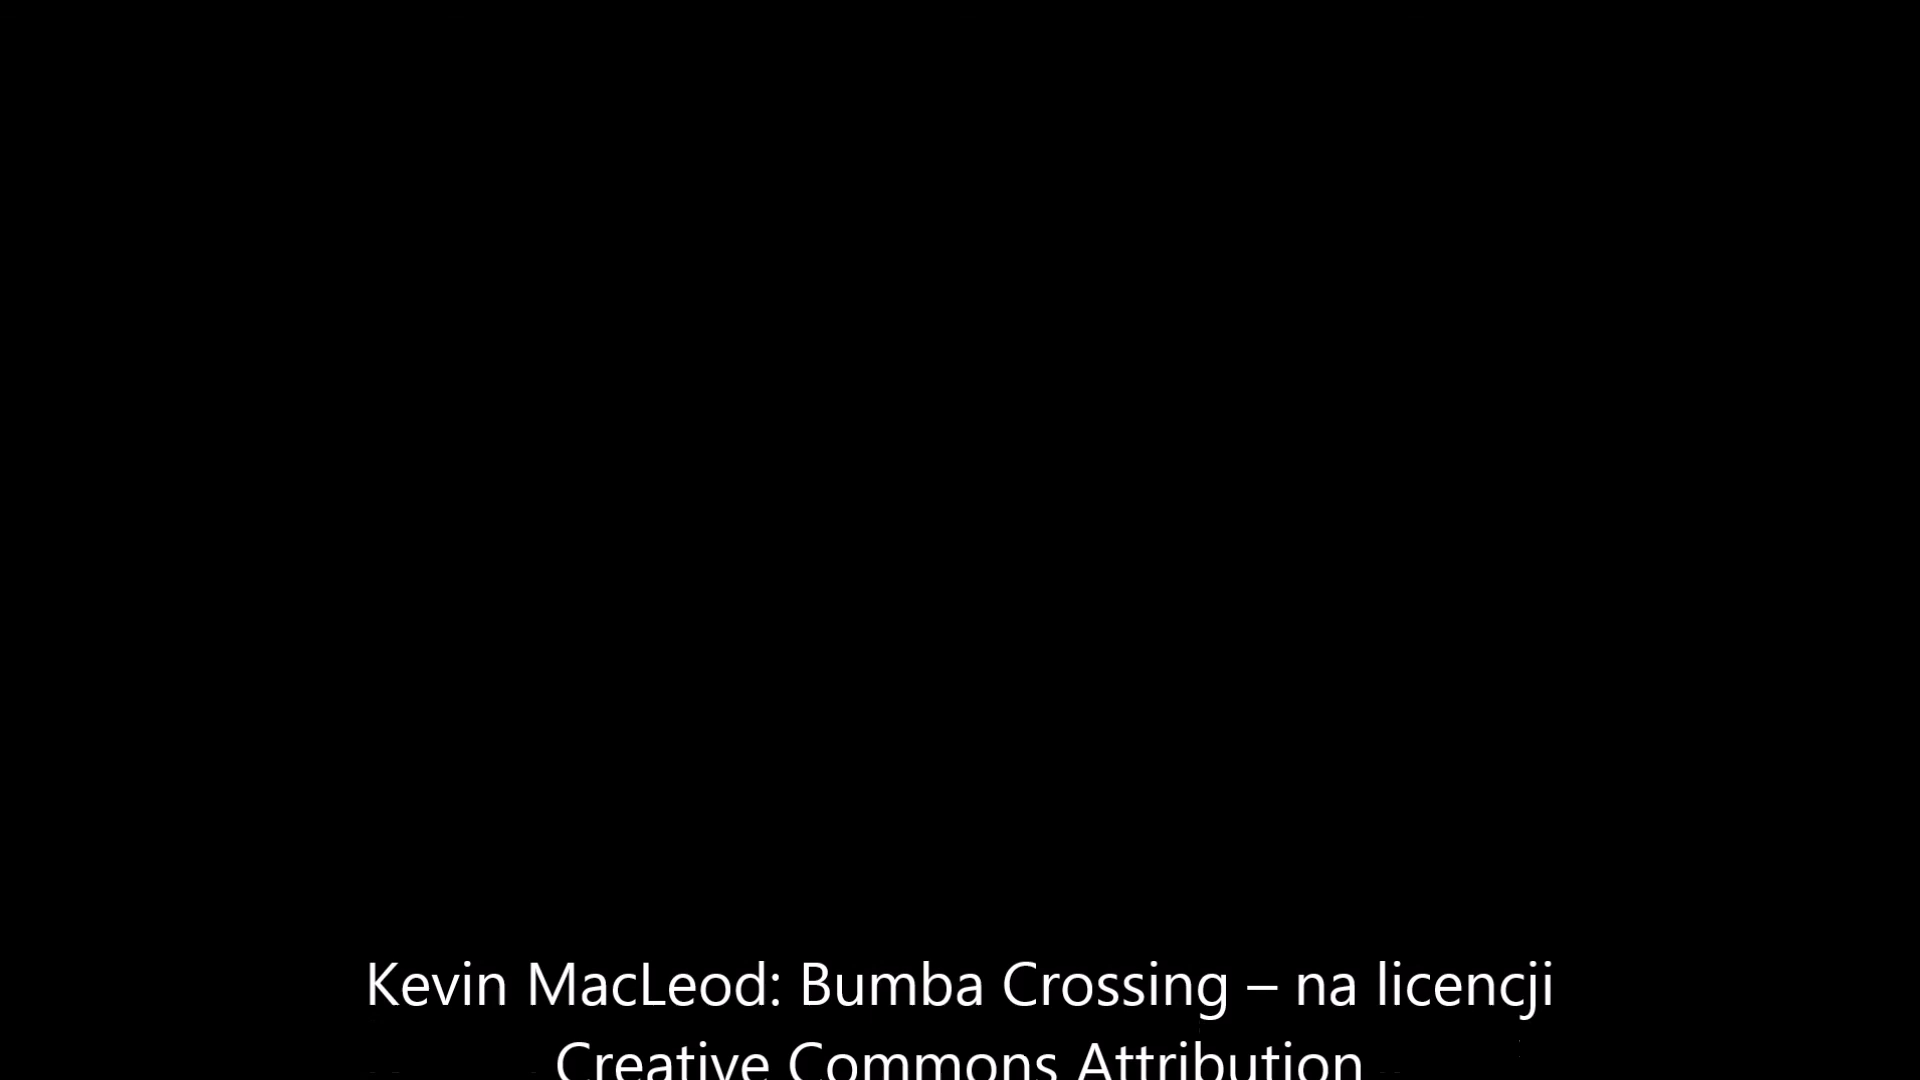 Kevin MacLeod: Bumba Crossing – na licencji
Creative Commons Attribution